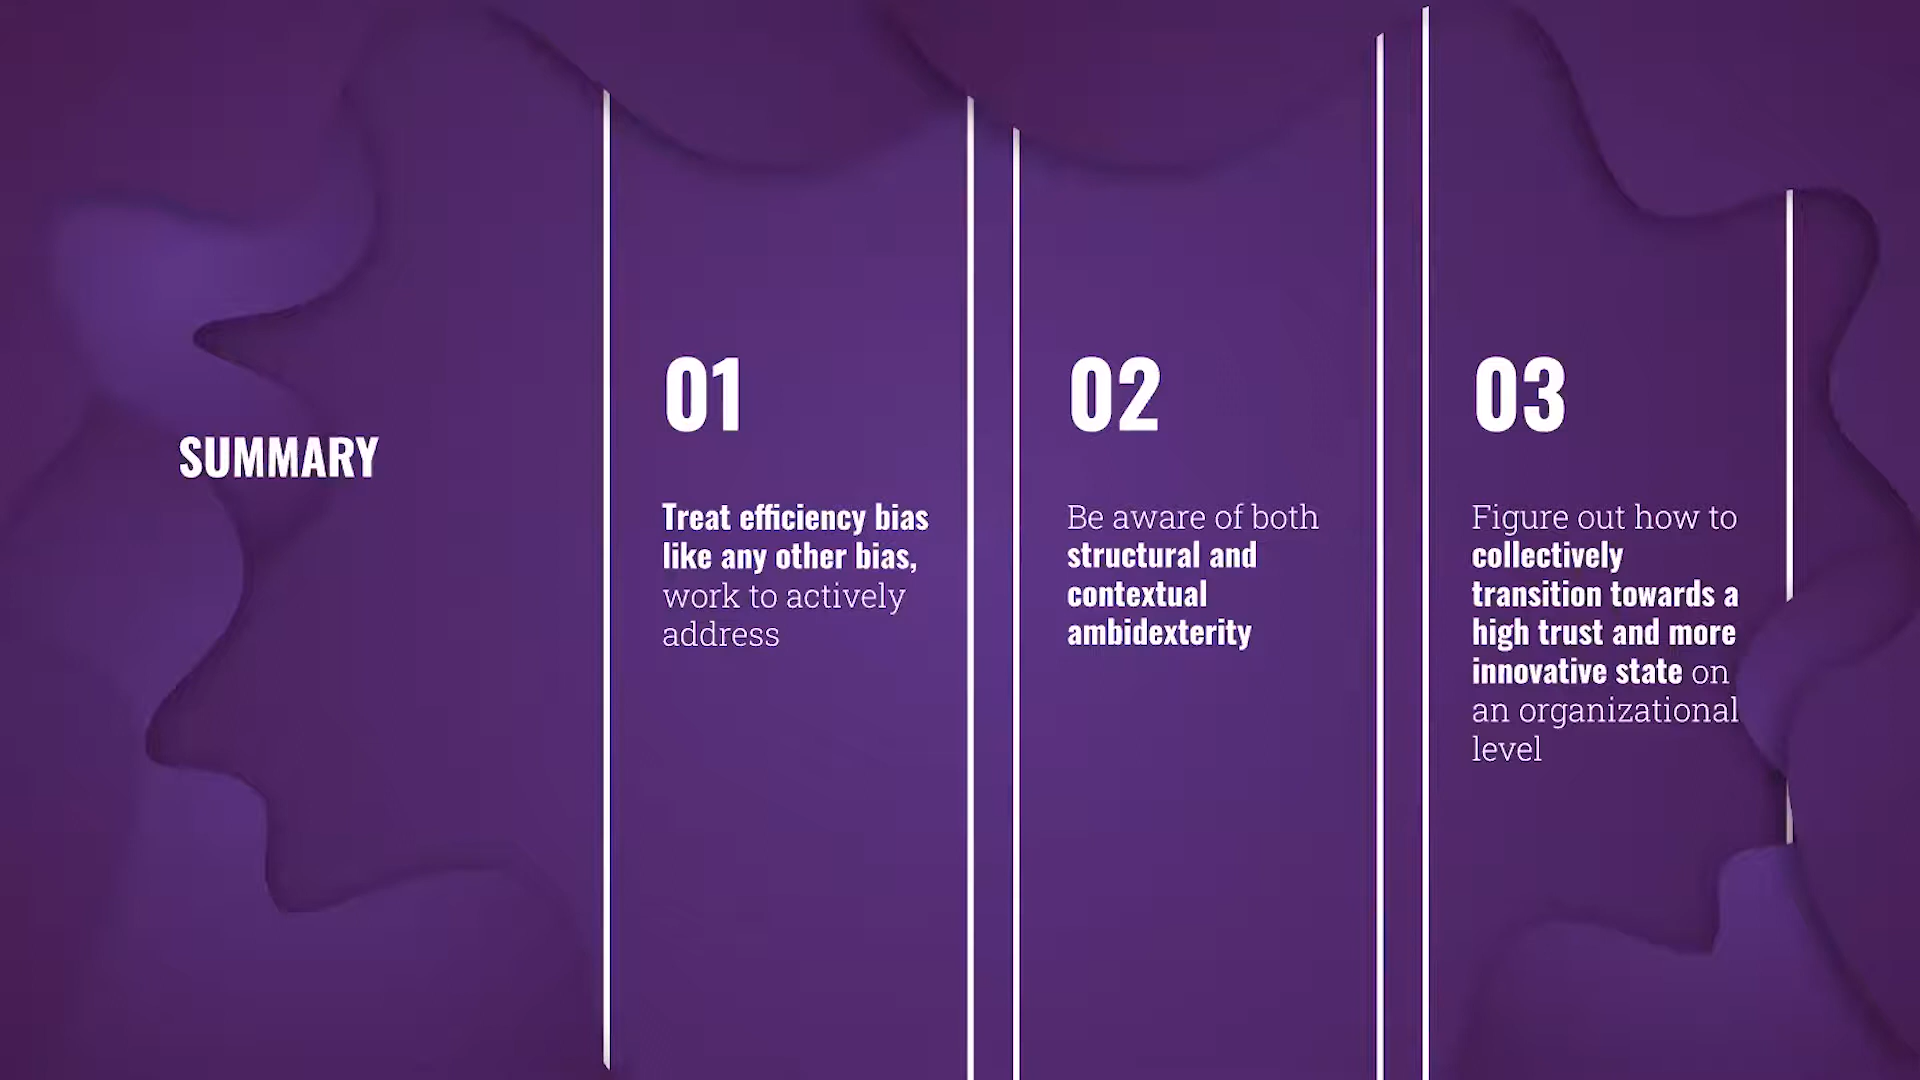 SUMMARY
01
Treat efficiency bias
like any other bias,
work to actively
address
02
Be aware of both
structural and
contextual
ambidexterity
03
Figure out how to
collectively
transition towards a
high trust and more
innovative state on
an organizational
level